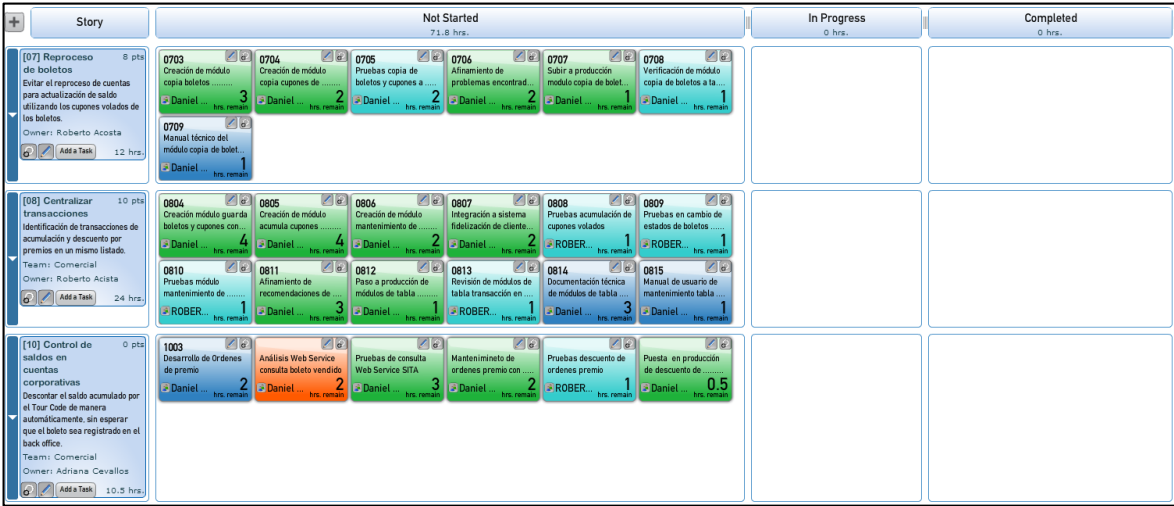 Story
Not Started
71.8 hrs.
In Progress
0 hrs.
Completed
0 hrs.
[07] Reproceso 8 pts
de boletos
Evitar el reproceso de cuentas
para actualización de saldo
utilizando los cupones volados de
los boletos.
Owner: Roberto Acosta
Add a Task 12 hrs.
0703
Creación de módulo
copia boletos .........
Daniel ... 3
hrs. remain
0704
Creación de módulo
copia cupones de ........
Daniel ... 2
hrs. remain
0705
Pruebas copia de
boletos y cupones a .....
Daniel ... 2
hrs. remain
0706
Afinamiento de
problemas encontrad...
Daniel ... 2
hrs. remain
0707
Subir a producción
modulo copia de bolet...
Daniel ... 1
hrs. remain
0708
Verificación de módulo
copia de boletos a ta....
Daniel ... 1
hrs. remain
0709
Manual técnico del
módulo copia de bolet...
Daniel ... 1
hrs. remain
[08] Centralizar 10 pts
transacciones
Identificación de transacciones de
acumulación y descuento por
premios en un mismo listado.
Team: Comercial
Owner: Roberto Acista
Add a Task 24 hrs.
0804
Creación módulo guarda
boletos y cupones con...
Daniel ... 4
hrs. remain
0805
Creación de módulo
acumula cupones .........
Daniel ... 4
hrs. remain
0806
Creación de módulo
mantenimiento de ........
Daniel ... 2
hrs. remain
0807
Integración a sistema
fidelización de cliente...
Daniel ... 2
hrs. remain
0808
Pruebas acumulación de
cupones volados
ROBER... 1
hrs. remain
0809
Pruebas en cambio de
estados de boletos ......
ROBER... 1
hrs. remain
0810
Pruebas módulo
mantenimiento de ........
ROBER... 1
hrs. remain
0811
Afinamiento de
recomendaciones de ....
Daniel ... 3
hrs. remain
0812
Paso a producción de
módulos de tabla .........
Daniel ... 1
hrs. remain
0813
Revisión de módulos de
tabla transacción en ....
ROBER... 1
hrs. remain
0814
Documentación técnica
de módulos de tabla ....
Daniel ... 3
hrs. remain
0815
Manual de usuario de
mantenimiento tabla ....
Daniel ... 1
hrs. remain
[10] Control de 0 pts
saldos en
cuentas
corporativas
Descontar el saldo acumulado por
el Tour Code de manera
automáticamente, sin esperar
que el boleto sea registrado en el
back office.
Team: Comercial
Owner: Adriana Cevallos
Add a Task 10.5 hrs.
1003
Desarrollo de Ordenes
de premio
Daniel ... 2
hrs. remain
Análisis Web Service
consulta boleto vendido
Daniel ... 2
hrs. remain
Pruebas de consulta
Web Service SITA
Daniel ... 3
hrs. remain
Mantenimineto de
ordenes premio con .....
Daniel ... 2
hrs. remain
Pruebas descuento de
ordenes premio
ROBER... 1
hrs. remain
Puesta en producción
de descuento de .........
Daniel ... 0.5
hrs. remain